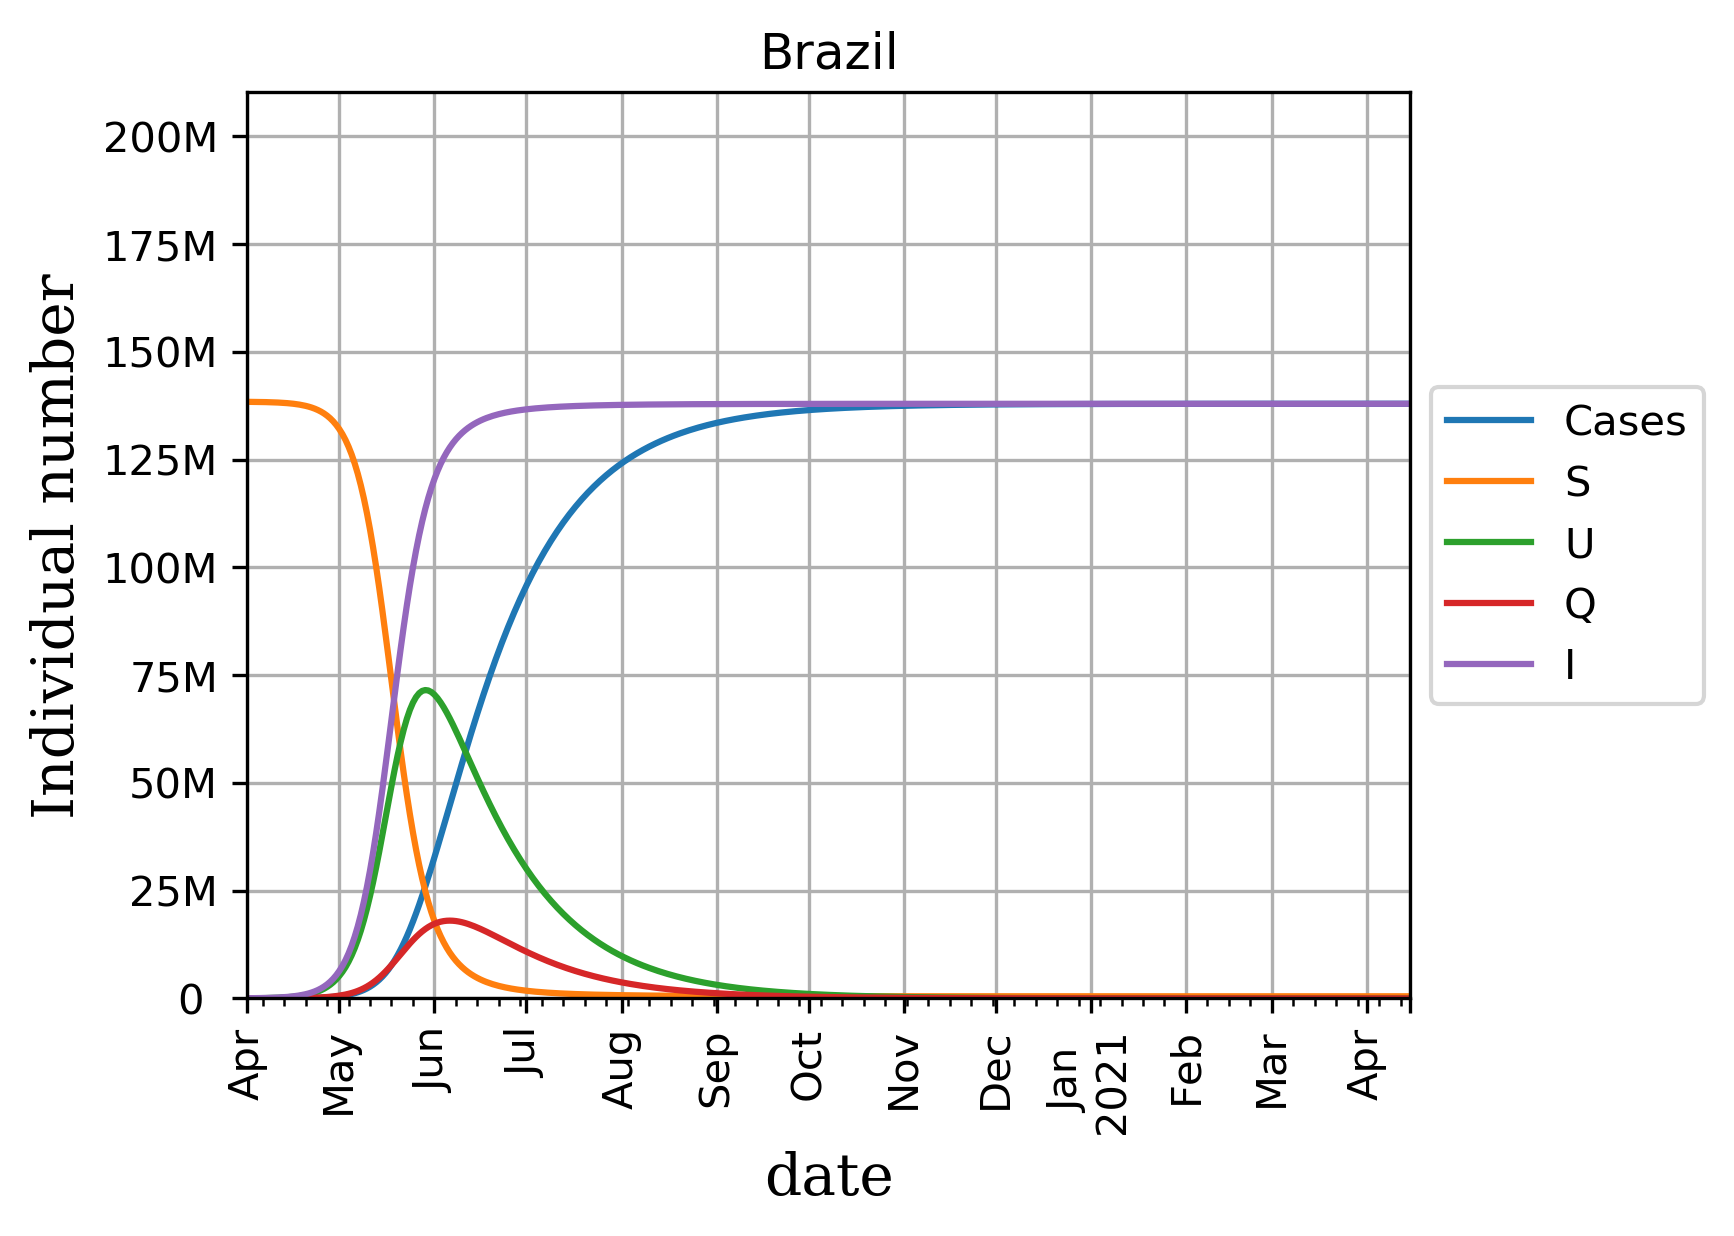 Brazil
Individual number
200M
175M
150M
125M
100M
75M
50M
25M
0
Apr
May
Jun
Jul
Aug
Sep
Oct
Nov
Dec
Jan
2021
Feb
Mar
Apr
date
Cases
S
U
Q
I